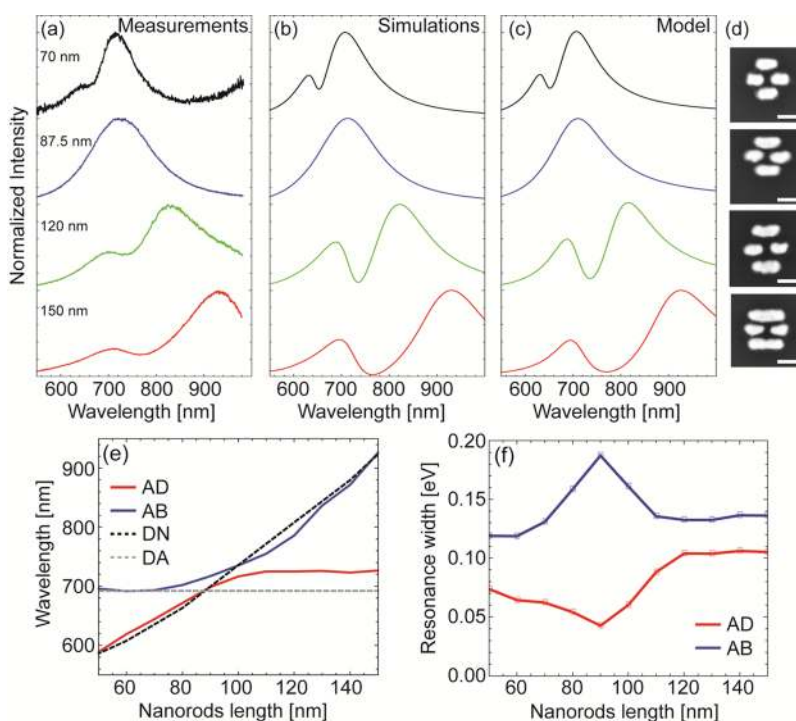 (a) Measurements
(b) Simulations
(c) Model
(d)
70 nm
87.5 nm
120 nm
150 nm
Normalized Intensity
600 700 800 900
600 700 800 900
600 700 800 900
Wavelength [nm]
Wavelength [nm]
Wavelength [nm]
(e)
AD
AB
DN
DA
Wavelength [nm]
900
800
700
600
60 80 100 120 140
Nanorods length [nm]
(f)
Resonance width [eV]
0.20
0.15
0.10
0.05
0.00
AD
AB
60 80 100 120 140
Nanorods length [nm]